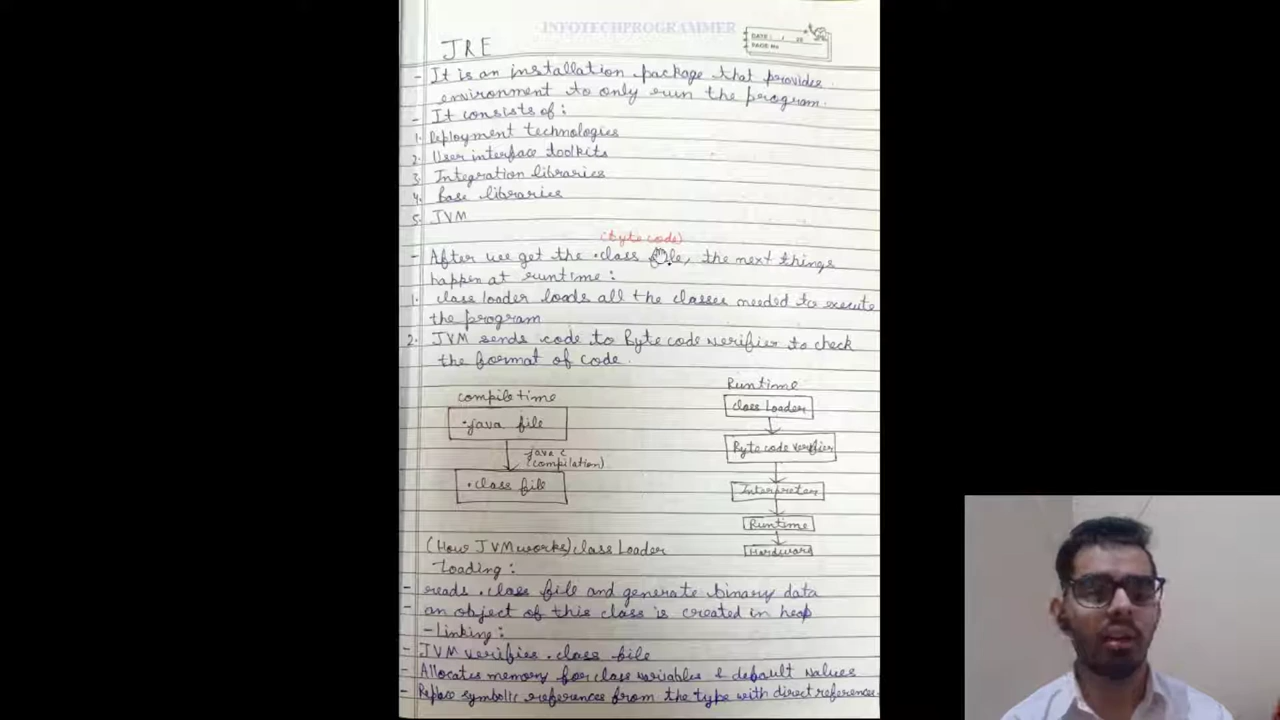 INFOTECHPROGRAMMER
DATE: / / 20
PAGE No
JRE
- It is an installation package that provides
environment to only run the program.
- It consists of:
1. Deployment technologies
2. User interface toolkits
3. Integration libraries
4. Base libraries
5. JVM
(Byte code)
- After we get the .class file, the next things
happen at runtime:
1. class loader loads all the classes needed to execute
the program
2. JVM sends code to Byte code verifier to check
the format of code.
compile time
.java file
javac
(compilation)
.class file
Runtime
class Loader
Byte code verifier
Interpreter
Runtime
Hardware
(How JVM works) class Loader
Loading:
- reads .class file and generate binary data
- an object of this class is created in heap
- Linking:
- JVM verifies .class file
- Allocates memory for class variables & default values
- Replace symbolic references from the type with direct references.